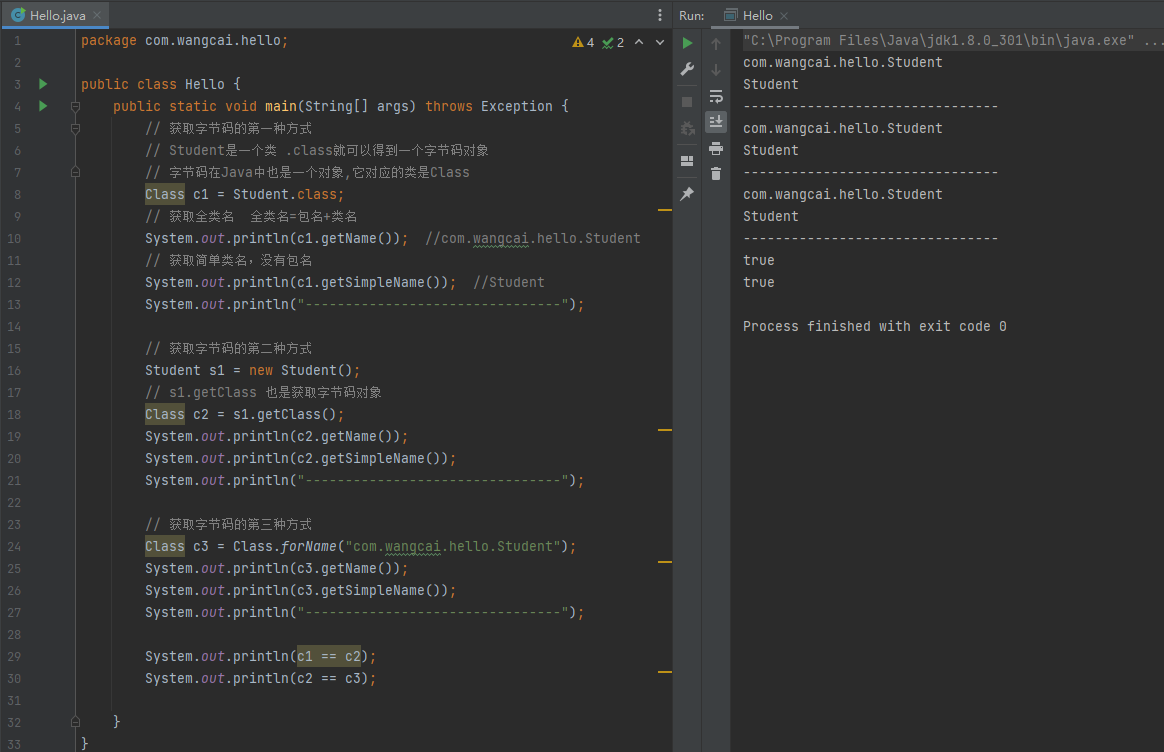 Hello.java
Run: Hello
1 package com.wangcai.hello;
4 2
2
3 public class Hello {
4 public static void main(String[] args) throws Exception {
5 // 获取字节码的第一种方式
6 // Student是一个类 .class就可以得到一个字节码对象
7 // 字节码在Java中也是一个对象,它对应的类是Class
8 Class c1 = Student.class;
9 // 获取全类名  全类名=包名+类名
10 System.out.println(c1.getName());  //com.wangcai.hello.Student
11 // 获取简单类名，没有包名
12 System.out.println(c1.getSimpleName());  //Student
13 System.out.println("--------------------------------");
14
15 // 获取字节码的第二种方式
16 Student s1 = new Student();
17 // s1.getClass 也是获取字节码对象
18 Class c2 = s1.getClass();
19 System.out.println(c2.getName());
20 System.out.println(c2.getSimpleName());
21 System.out.println("--------------------------------");
22
23 // 获取字节码的第三种方式
24 Class c3 = Class.forName("com.wangcai.hello.Student");
25 System.out.println(c3.getName());
26 System.out.println(c3.getSimpleName());
27 System.out.println("--------------------------------");
28
29 System.out.println(c1 == c2);
30 System.out.println(c2 == c3);
31
32 }
33 }
"C:\Program Files\Java\jdk1.8.0_301\bin\java.exe" ...
com.wangcai.hello.Student
Student
--------------------------------
com.wangcai.hello.Student
Student
--------------------------------
com.wangcai.hello.Student
Student
--------------------------------
true
true
Process finished with exit code 0